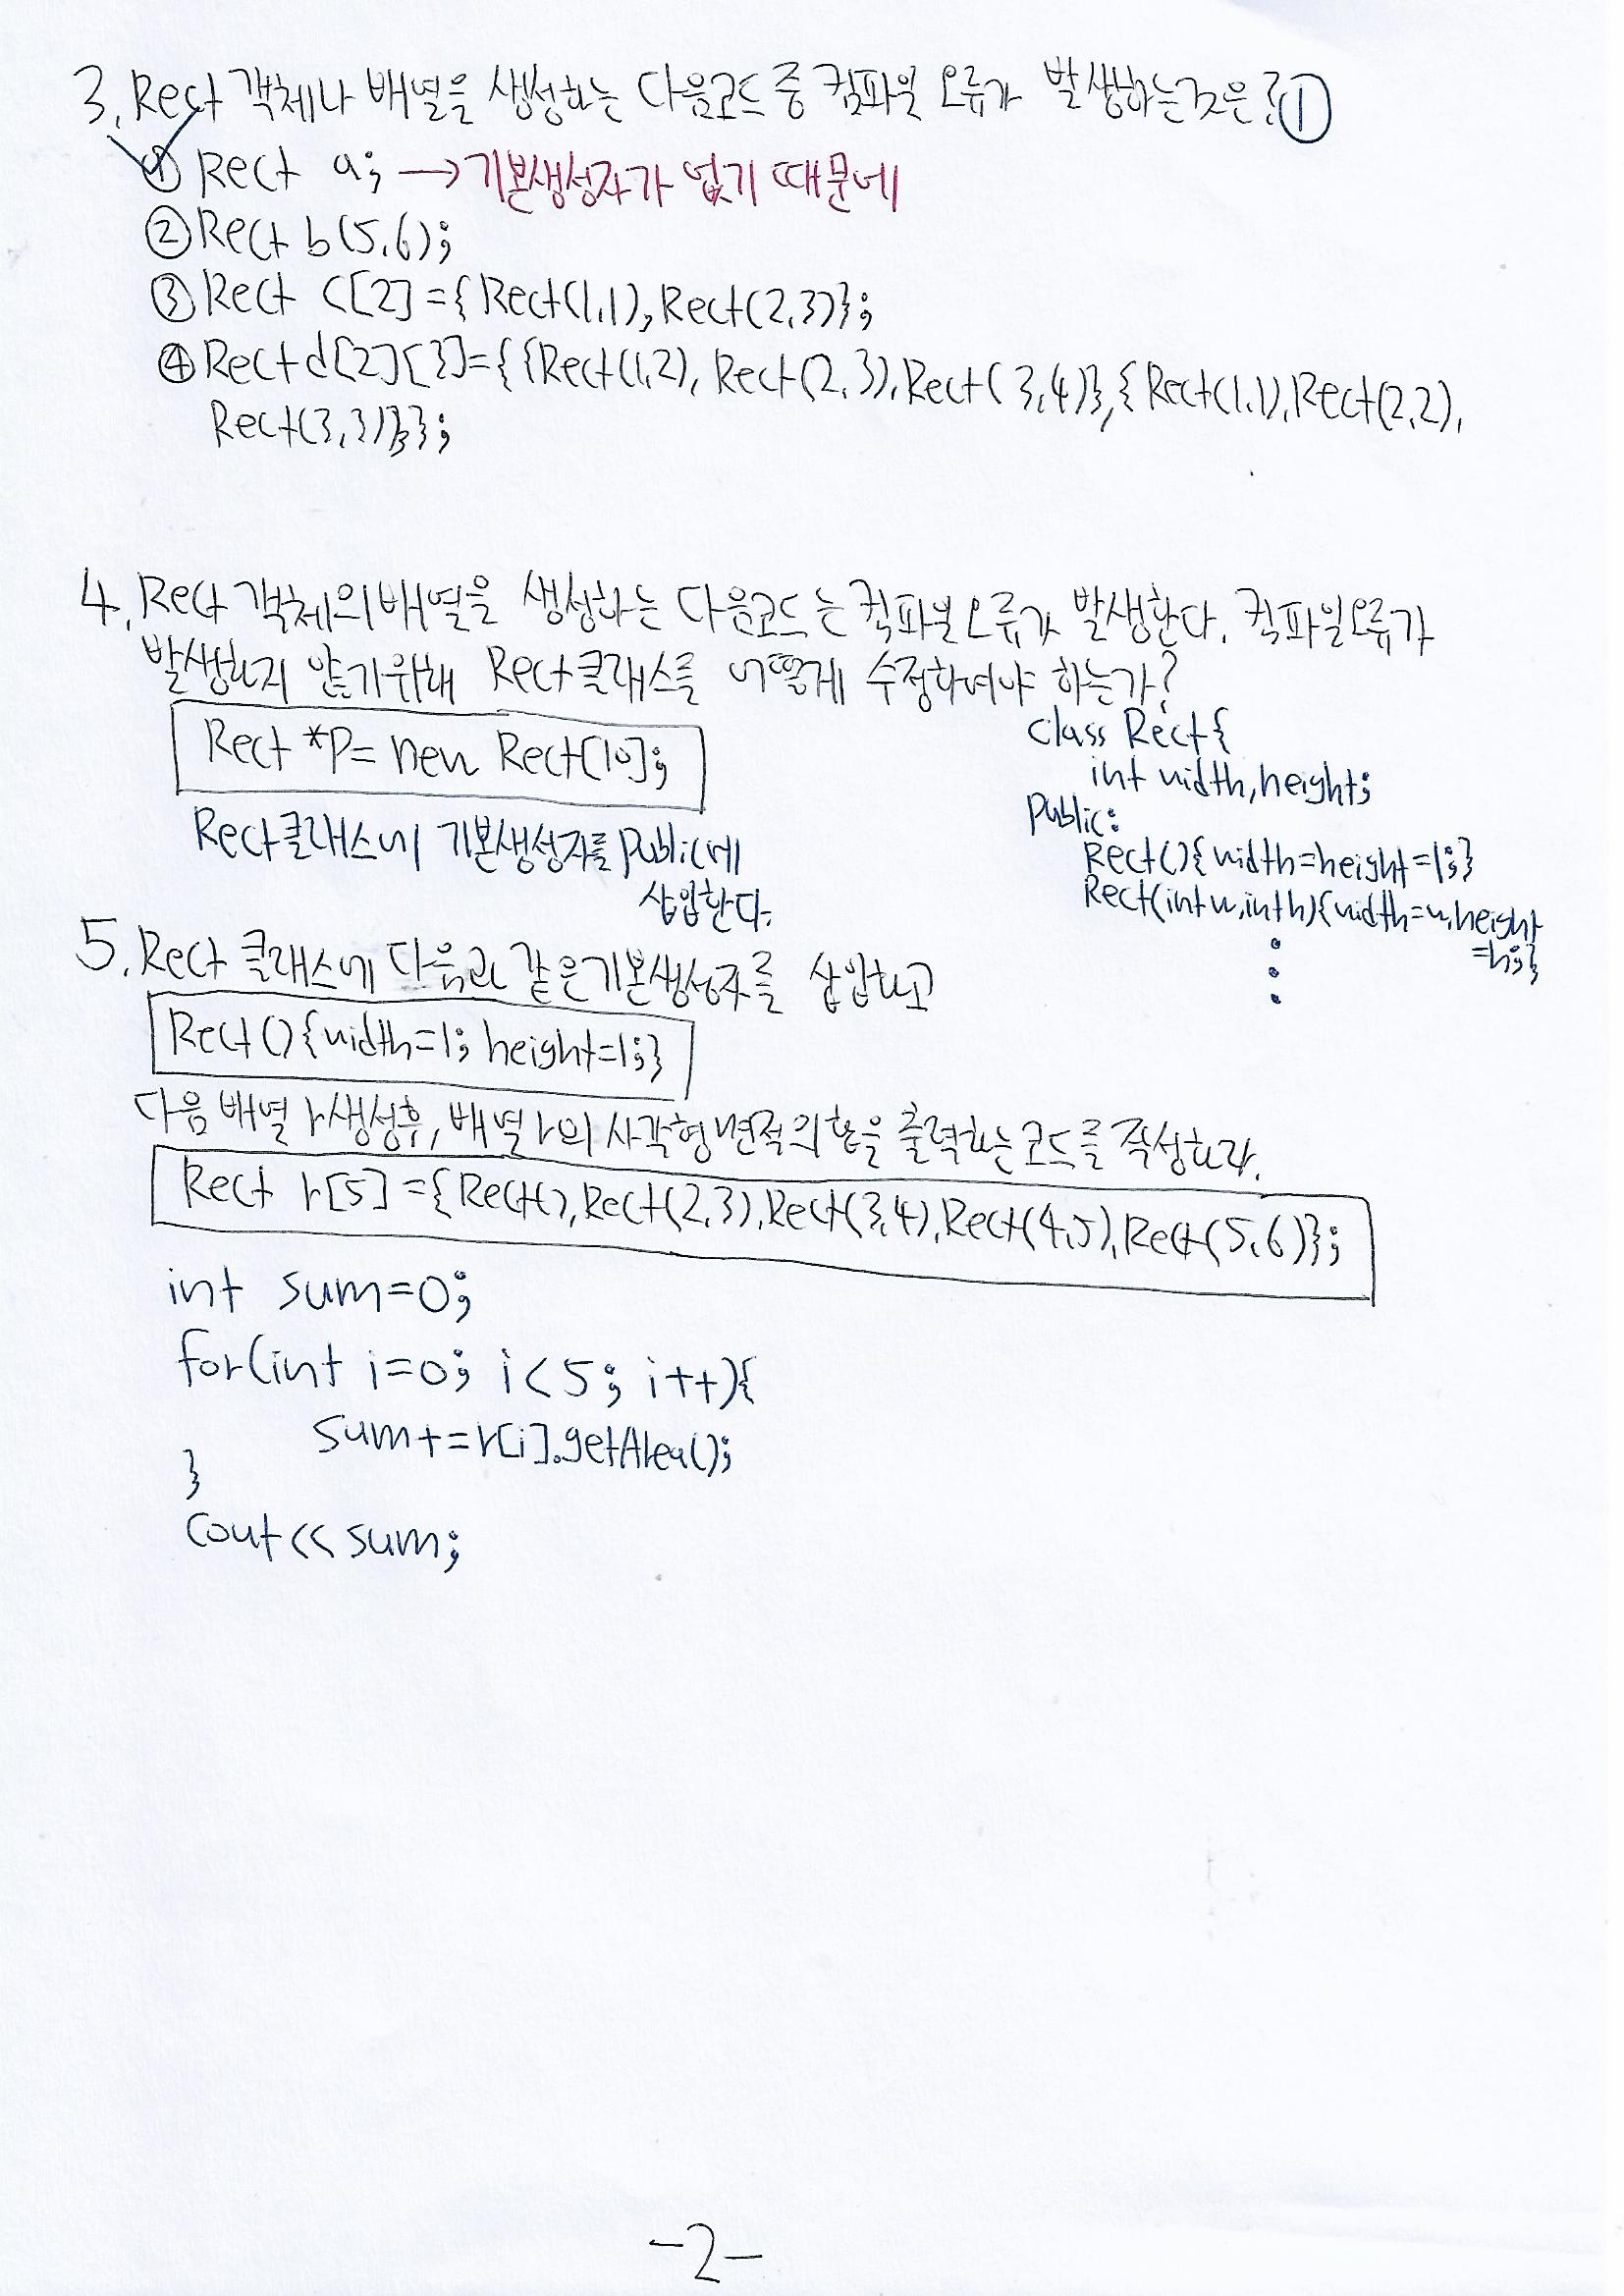 3. Rect 객체나 배열을 생성하는 다음코드 중 컴파일 오류가 발생하는것은? ①
① Rect a; → 기본생성자가 없기 때문에
② Rect b(5,6);
③ Rect c[2]={Rect(1,1),Rect(2,3)};
④ Rect d[2][3]={{Rect(1,2), Rect(2,3), Rect(3,4)},{Rect(1,1), Rect(2,2),
Rect(3,3)}};
4. Rect 객체의 배열을 생성하는 다음코드는 컴파일 오류가 발생한다. 컴파일오류가
발생하지 않기위해 Rect클래스를 어떻게 수정하여야 하는가?
Rect *p= new Rect[10];
Rect클래스에 기본생성자를 public에
삽입한다.
class Rect{
int width,height;
public:
Rect(){width=height=1;}
Rect(int w,int h){width=w,height
=h;}
5. Rect 클래스에 다음과 같은 기본생성자를 삽입하고
Rect(){width=1; height=1;}
다음 배열 r생성후, 배열 r의 사각형 면적의 합을 출력하는 코드를 작성하라.
Rect r[5]={Rect(),Rect(2,3),Rect(3,4),Rect(4,5),Rect(5,6)};
int sum=0;
for(int i=0; i<5; i++){
sum+=r[i].getArea();
}
cout<<sum;
-2-